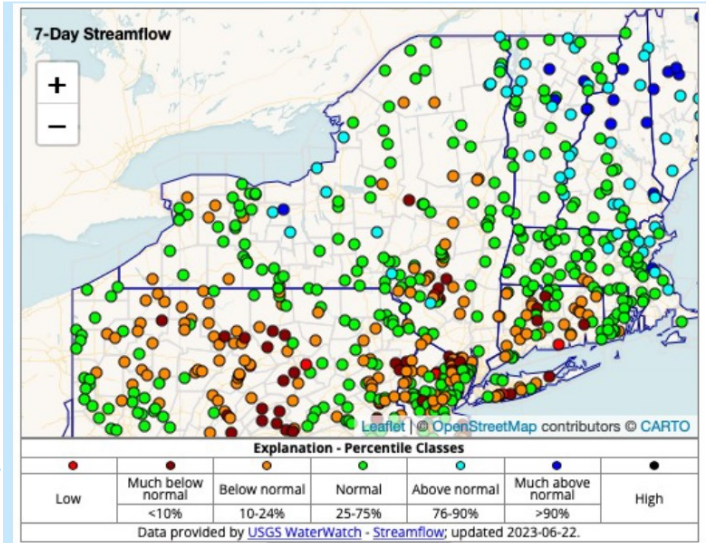 7-Day Streamflow
+
−
Leaflet | © OpenStreetMap contributors © CARTO
Explanation - Percentile Classes
Low
Much below normal
Below normal
Normal
Above normal
Much above normal
High
<10%
10-24%
25-75%
76-90%
>90%
Data provided by USGS WaterWatch - Streamflow; updated 2023-06-22.